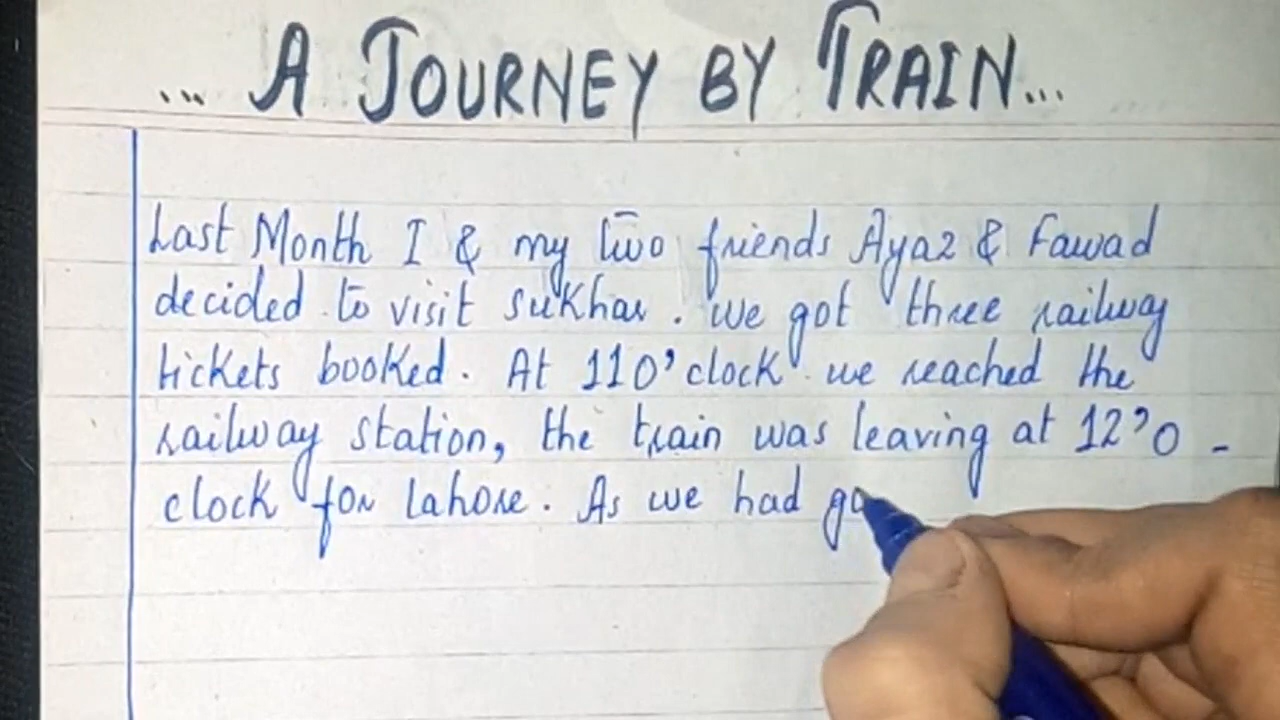 ... A JOURNEY BY TRAIN...
Last Month I & my two friends Ayaz & Fawad
decided to visit Sukhar. We got three railway
tickets booked. At 11 O'clock we reached the
railway station, the train was leaving at 12'O -
clock for Lahore. As we had go